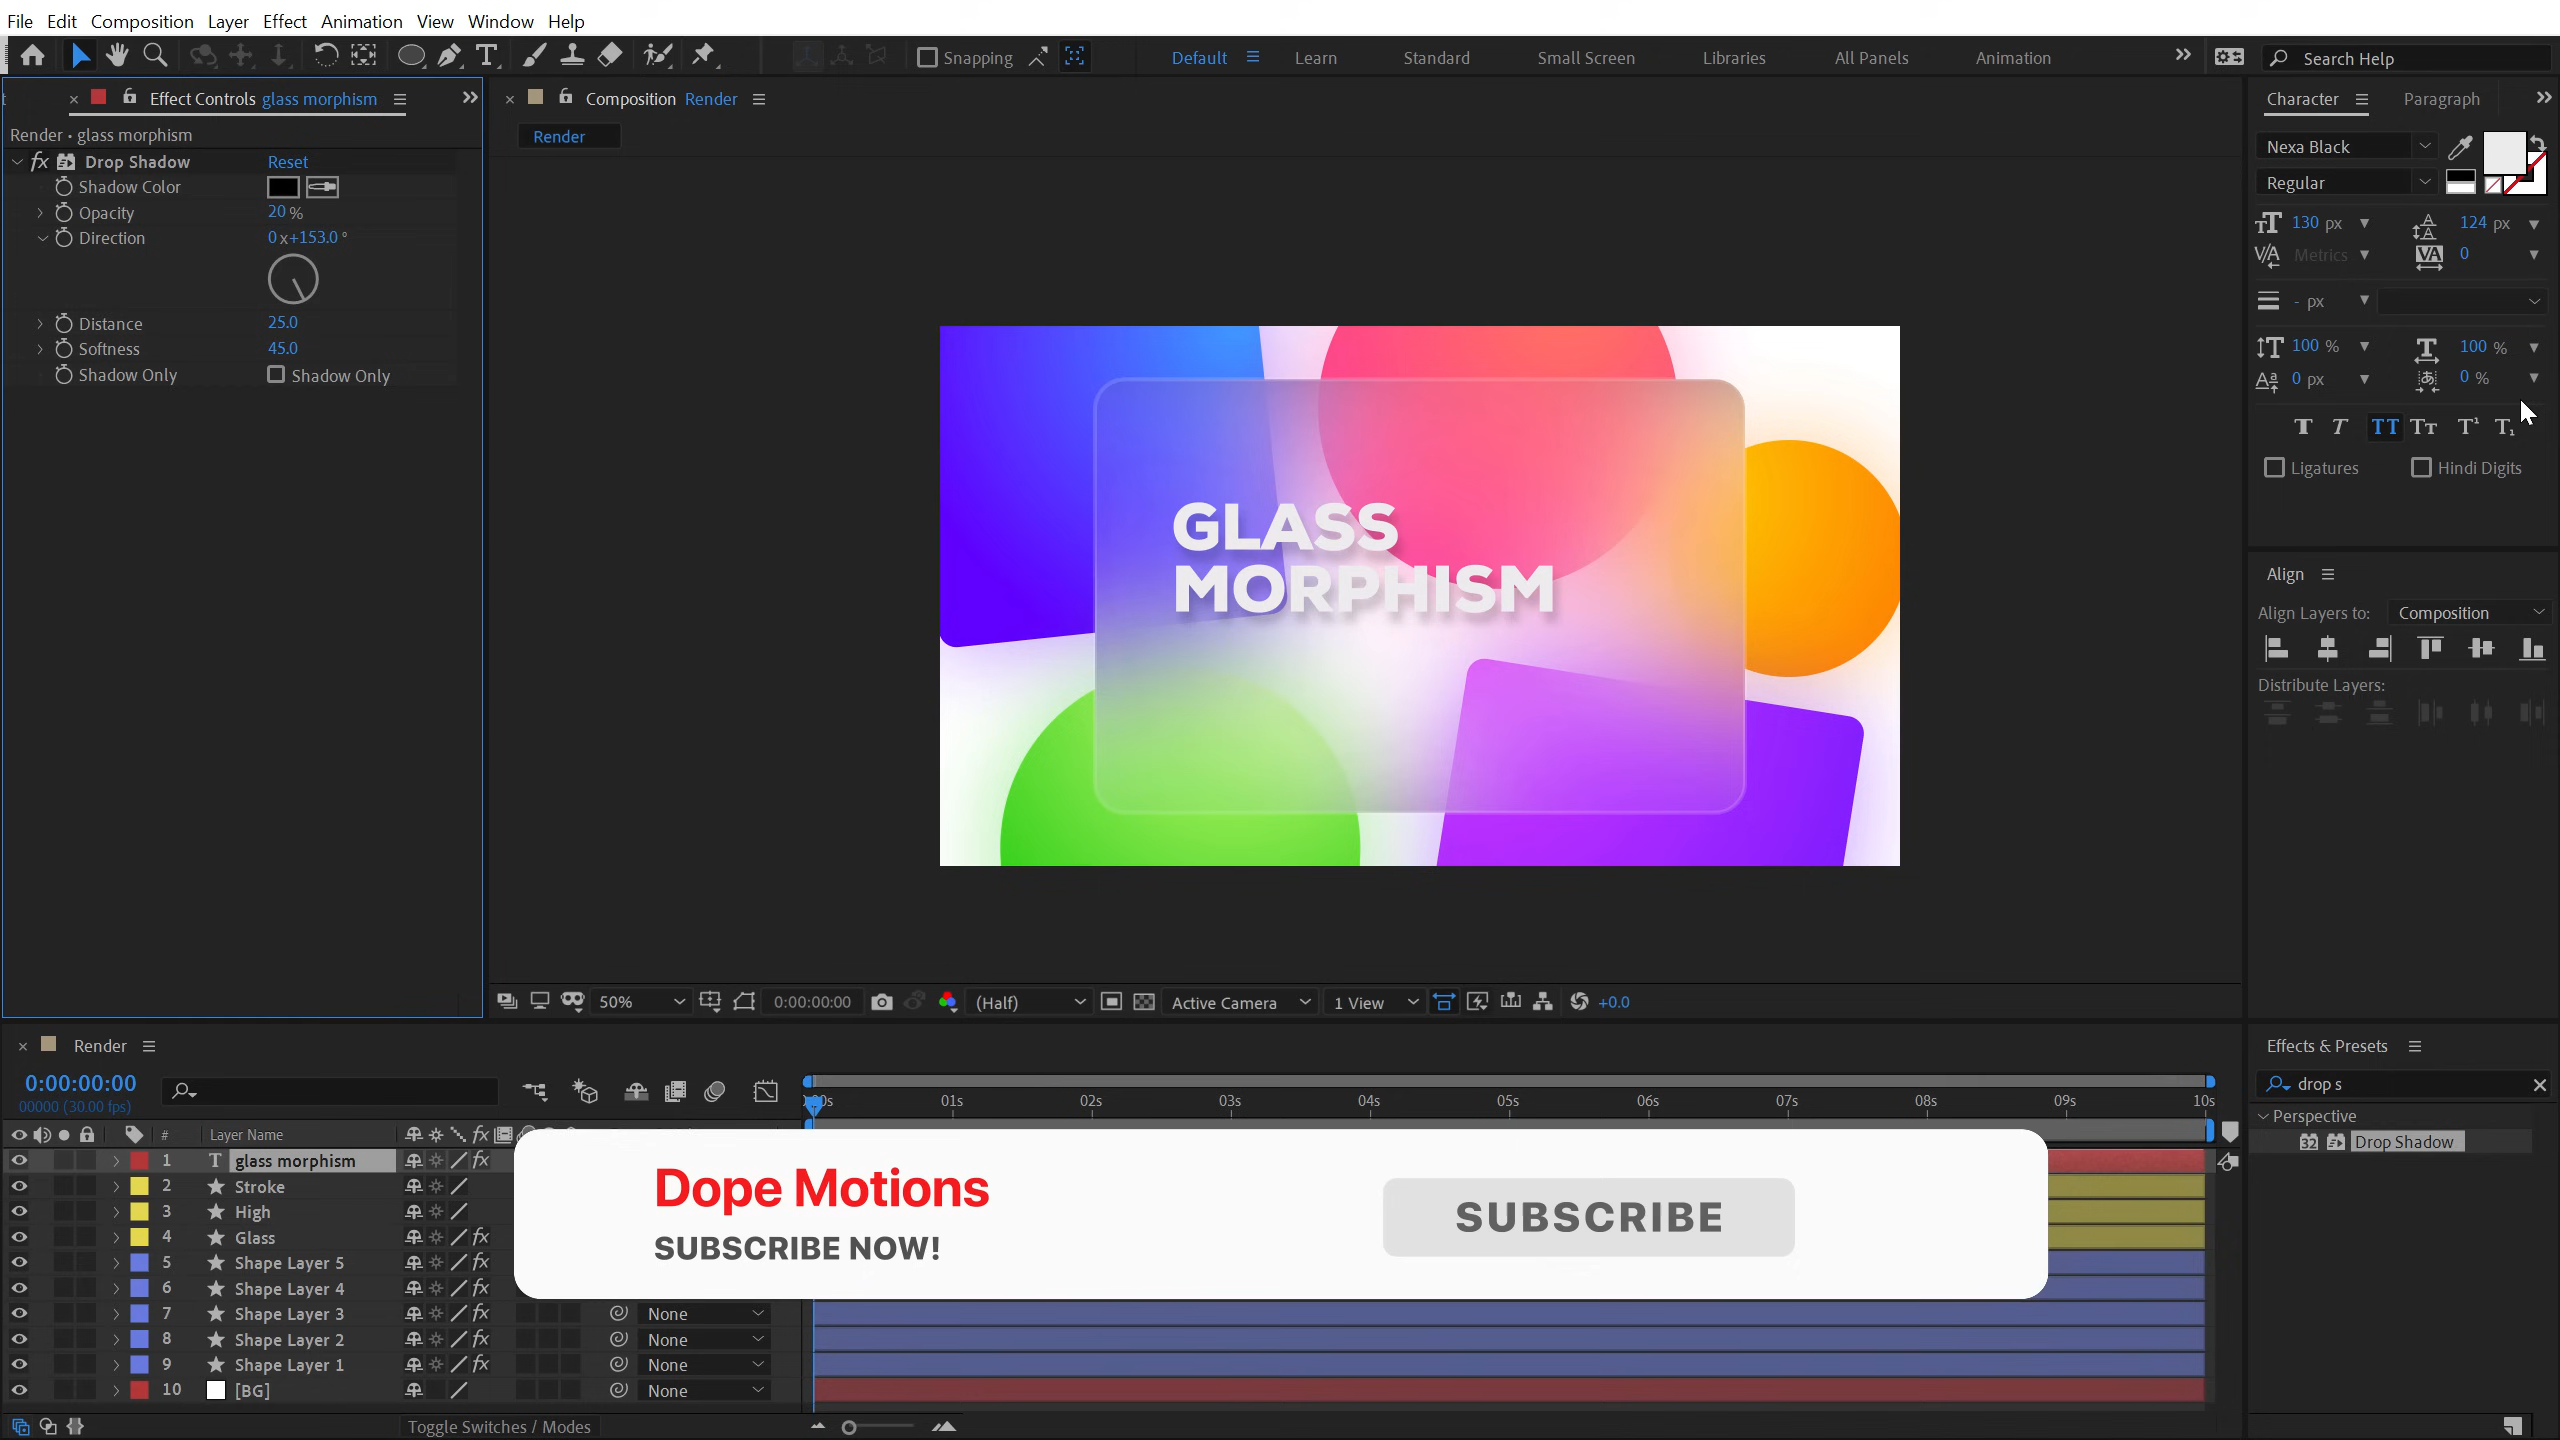 File Edit Composition Layer Effect Animation View Window Help
Snapping Default Learn Standard Small Screen Libraries All Panels Animation Search Help
Effect Controls glass morphism
Composition Render
Character Paragraph
Render • glass morphism
Render
fx Drop Shadow Reset
Shadow Color
Opacity 20 %
Direction 0 x+153.0 °
Distance 25.0
Softness 45.0
Shadow Only Shadow Only
Nexa Black
Regular
130 px 124 px
Metrics 0
- px
100 % 100 %
0 px 0 %
Ligatures Hindi Digits
GLASS
MORPHISM
Align
Align Layers to: Composition
Distribute Layers:
50% 0:00:00:00 (Half) Active Camera 1 View +0.0
Render
0:00:00:00
00000 (30.00 fps)
01s 02s 03s 04s 05s 06s 07s 08s 09s 10s
# Layer Name
1 glass morphism
2 Stroke
3 High
4 Glass
5 Shape Layer 5
6 Shape Layer 4
7 Shape Layer 3 None
8 Shape Layer 2 None
9 Shape Layer 1 None
10 [BG] None
Toggle Switches / Modes
Dope Motions
SUBSCRIBE NOW!
SUBSCRIBE
Effects & Presets
drop s
Perspective
32 Drop Shadow